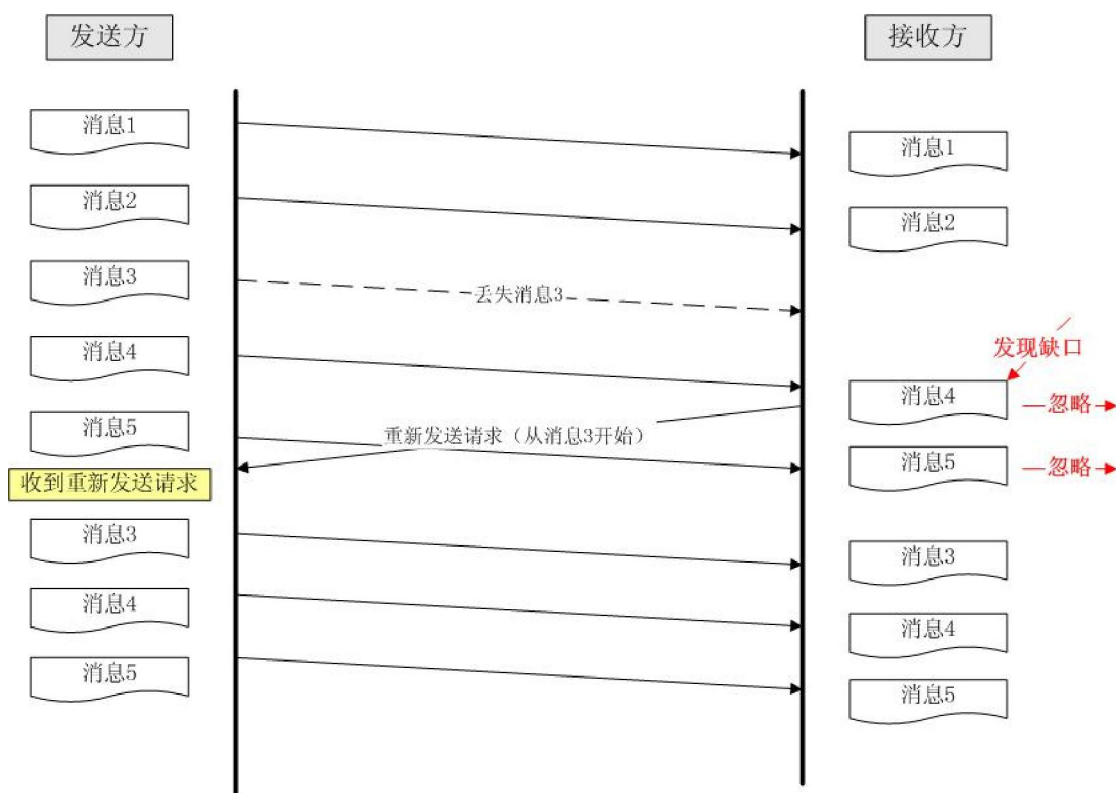 发送方
接收方
消息1
消息1
消息2
消息2
消息3
丢失消息3
发现缺口
消息4
消息4
忽略
消息5
重新发送请求（从消息3开始）
消息5
忽略
收到重新发送请求
消息3
消息3
消息4
消息4
消息5
消息5